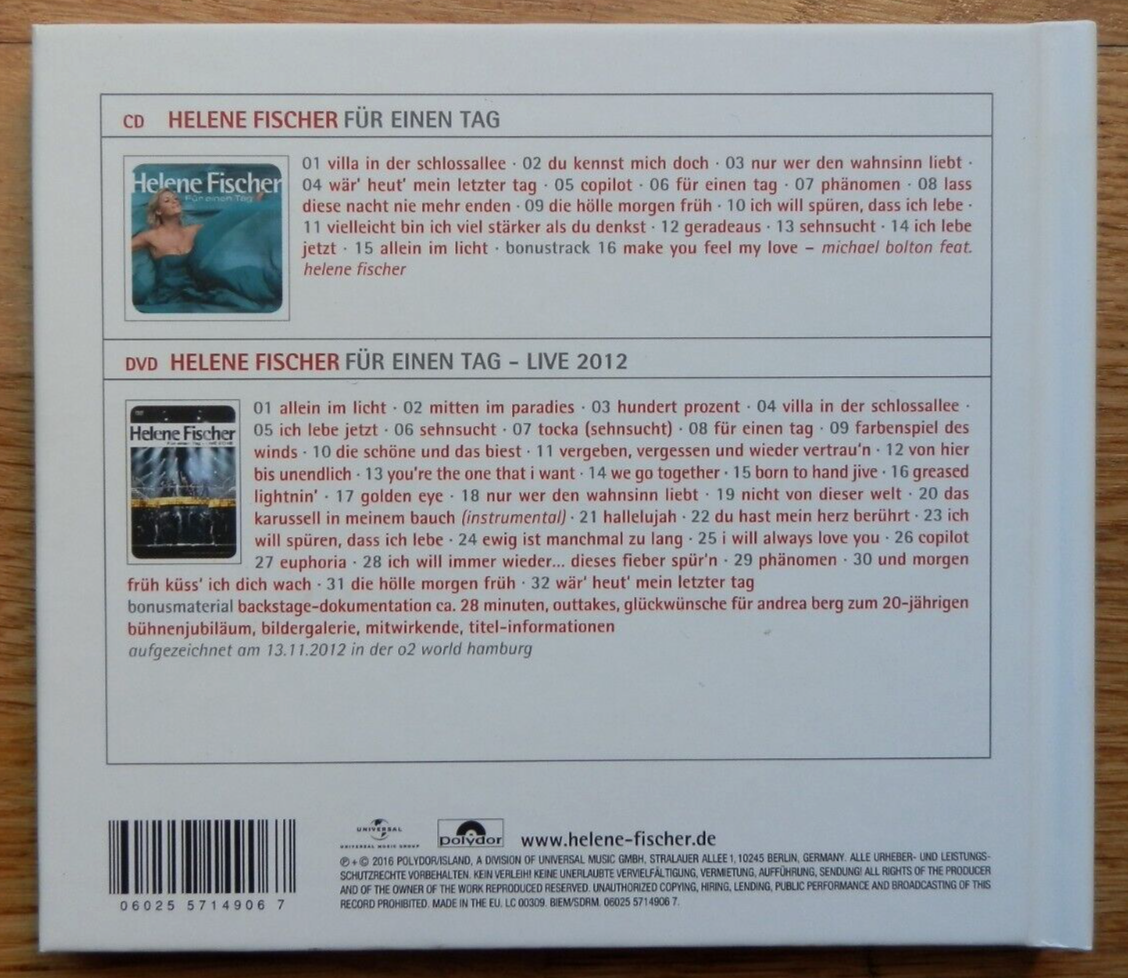 CD HELENE FISCHER FÜR EINEN TAG
Helene Fischer
Für einen Tag
01 villa in der schlossallee · 02 du kennst mich doch · 03 nur wer den wahnsinn liebt ·
04 wär' heut' mein letzter tag · 05 copilot · 06 für einen tag · 07 phänomen · 08 lass
diese nacht nie mehr enden · 09 die hölle morgen früh · 10 ich will spüren, dass ich lebe ·
11 vielleicht bin ich viel stärker als du denkst · 12 geradeaus · 13 sehnsucht · 14 ich lebe
jetzt · 15 allein im licht · bonustrack 16 make you feel my love – michael bolton feat.
helene fischer
DVD HELENE FISCHER FÜR EINEN TAG – LIVE 2012
Helene Fischer
01 allein im licht · 02 mitten im paradies · 03 hundert prozent · 04 villa in der schlossallee ·
05 ich lebe jetzt · 06 sehnsucht · 07 tocka (sehnsucht) · 08 für einen tag · 09 farbenspiel des
winds · 10 die schöne und das biest · 11 vergeben, vergessen und wieder vertrau'n · 12 von hier
bis unendlich · 13 you're the one that i want · 14 we go together · 15 born to hand jive · 16 greased
lightnin' · 17 golden eye · 18 nur wer den wahnsinn liebt · 19 nicht von dieser welt · 20 das
karussell in meinem bauch (instrumental) · 21 hallelujah · 22 du hast mein herz berührt · 23 ich
will spüren, dass ich lebe · 24 ewig ist manchmal zu lang · 25 i will always love you · 26 copilot
27 euphoria · 28 ich will immer wieder... dieses fieber spür'n · 29 phänomen · 30 und morgen
früh küss' ich dich wach · 31 die hölle morgen früh · 32 wär' heut' mein letzter tag
bonusmaterial backstage-dokumentation ca. 28 minuten, outtakes, glückwünsche für andrea berg zum 20-jährigen
bühnenjubiläum, bildergalerie, mitwirkende, titel-informationen
aufgezeichnet am 13.11.2012 in der o2 world hamburg
06025 5714906 7
UNIVERSAL
UNIVERSAL MUSIC GROUP
polydor
www.helene-fischer.de
℗ + © 2016 POLYDOR/ISLAND, A DIVISION OF UNIVERSAL MUSIC GMBH, STRALAUER ALLEE 1, 10245 BERLIN, GERMANY. ALLE URHEBER- UND LEISTUNGS-
SCHUTZRECHTE VORBEHALTEN. KEIN VERLEIH! KEINE UNERLAUBTE VERVIELFÄLTIGUNG, VERMIETUNG, AUFFÜHRUNG, SENDUNG! ALL RIGHTS OF THE PRODUCER
AND OF THE OWNER OF THE WORK REPRODUCED RESERVED. UNAUTHORIZED COPYING, HIRING, LENDING, PUBLIC PERFORMANCE AND BROADCASTING OF THIS
RECORD PROHIBITED. MADE IN THE EU. LC 00309. BIEM/SDRM. 06025 5714906 7.